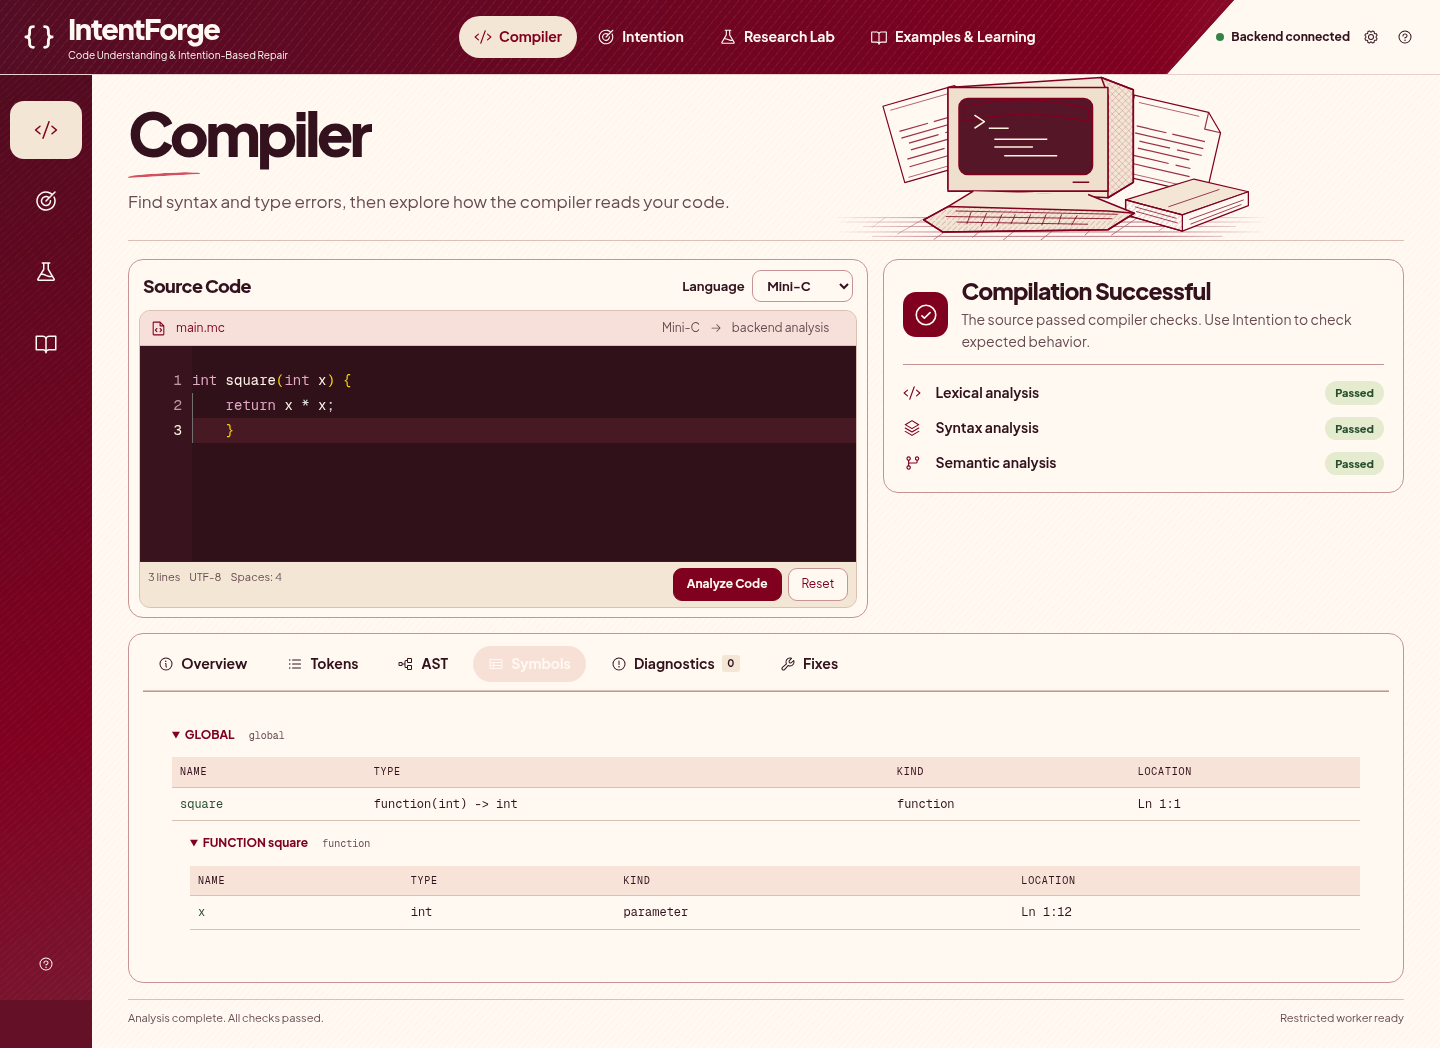 { } IntentForge
Code Understanding & Intention-Based Repair
</> Compiler
Intention
Research Lab
Examples & Learning
Backend connected
Compiler
Find syntax and type errors, then explore how the compiler reads your code.
Source Code
Language
Mini-C
main.mc
Mini-C → backend analysis
1 int square(int x) {
2 return x * x;
3 }
3 lines UTF-8 Spaces: 4
Analyze Code
Reset
Compilation Successful
The source passed compiler checks. Use Intention to check
expected behavior.
</> Lexical analysis Passed
Syntax analysis Passed
Semantic analysis Passed
Overview
Tokens
AST
Symbols
Diagnostics 0
Fixes
▼ GLOBAL global
NAME TYPE KIND LOCATION
square function(int) -> int function Ln 1:1
▼ FUNCTION square function
NAME TYPE KIND LOCATION
x int parameter Ln 1:12
Analysis complete. All checks passed.
Restricted worker ready